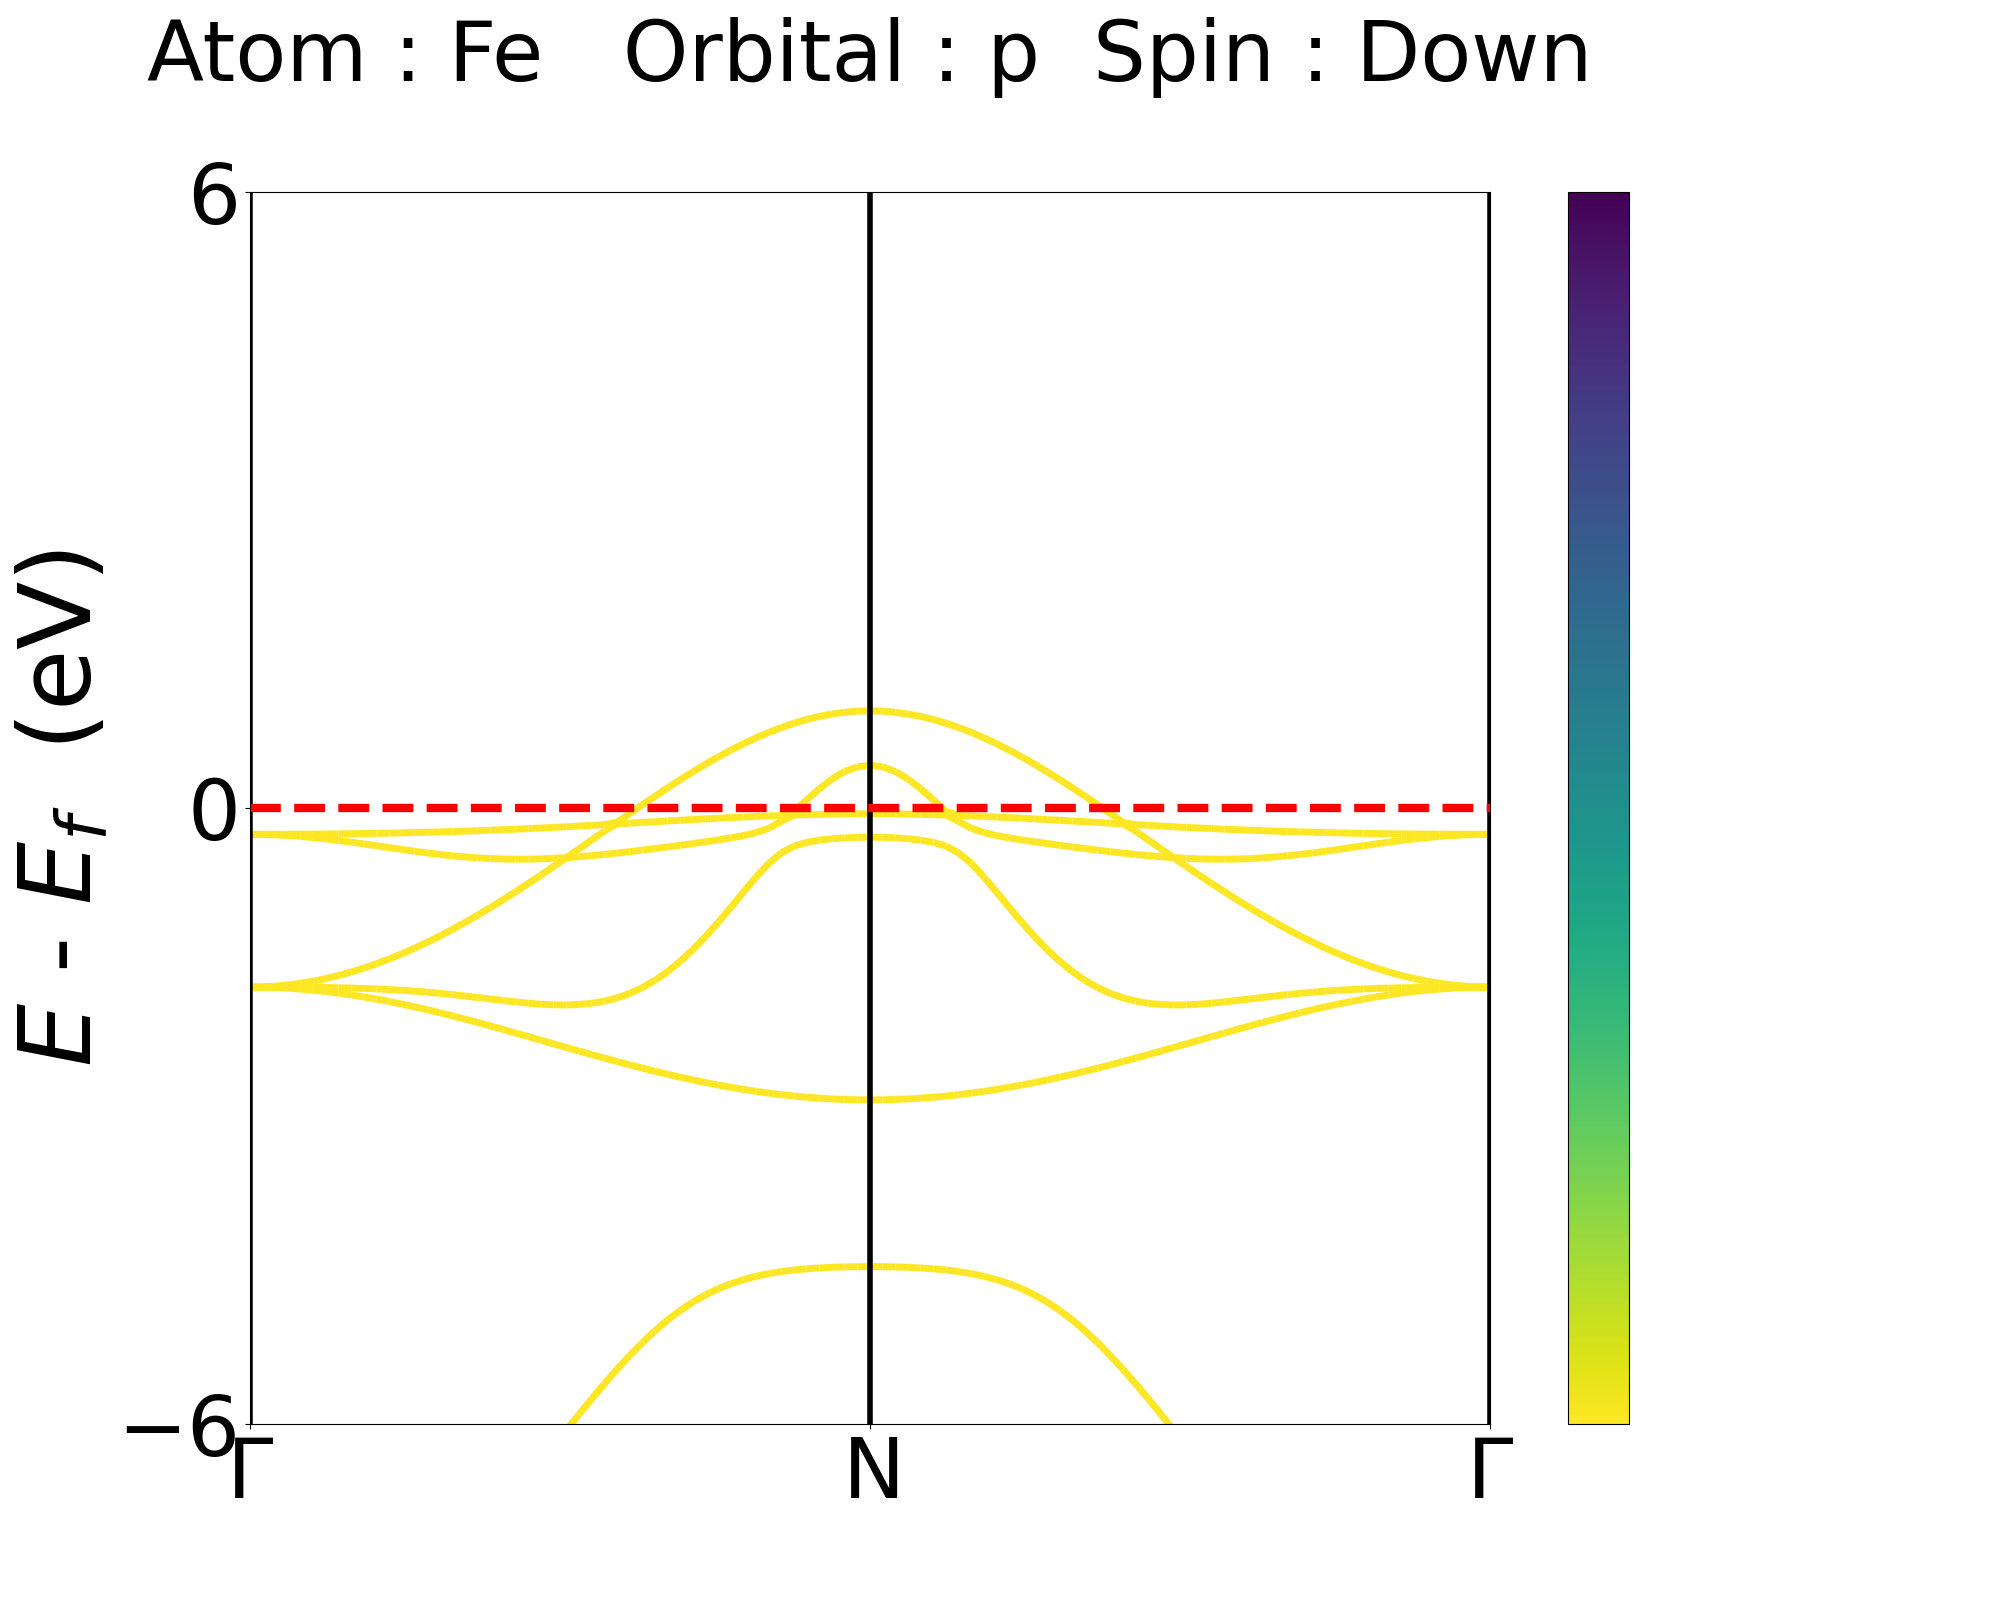 Atom : Fe   Orbital : p  Spin : Down
6
0
−6
E - E_f (eV)
Γ N Γ